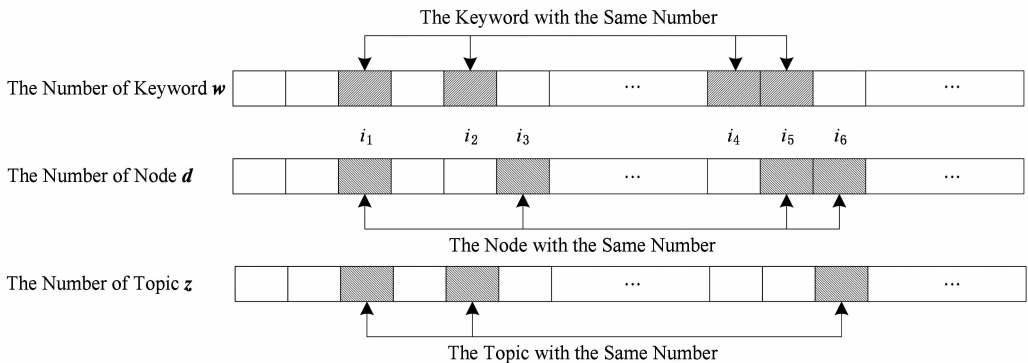 The Keyword with the Same Number
The Number of Keyword w
... ...
i₁ i₂ i₃ i₄ i₅ i₆
The Number of Node d
... ...
The Node with the Same Number
The Number of Topic z
... ...
The Topic with the Same Number